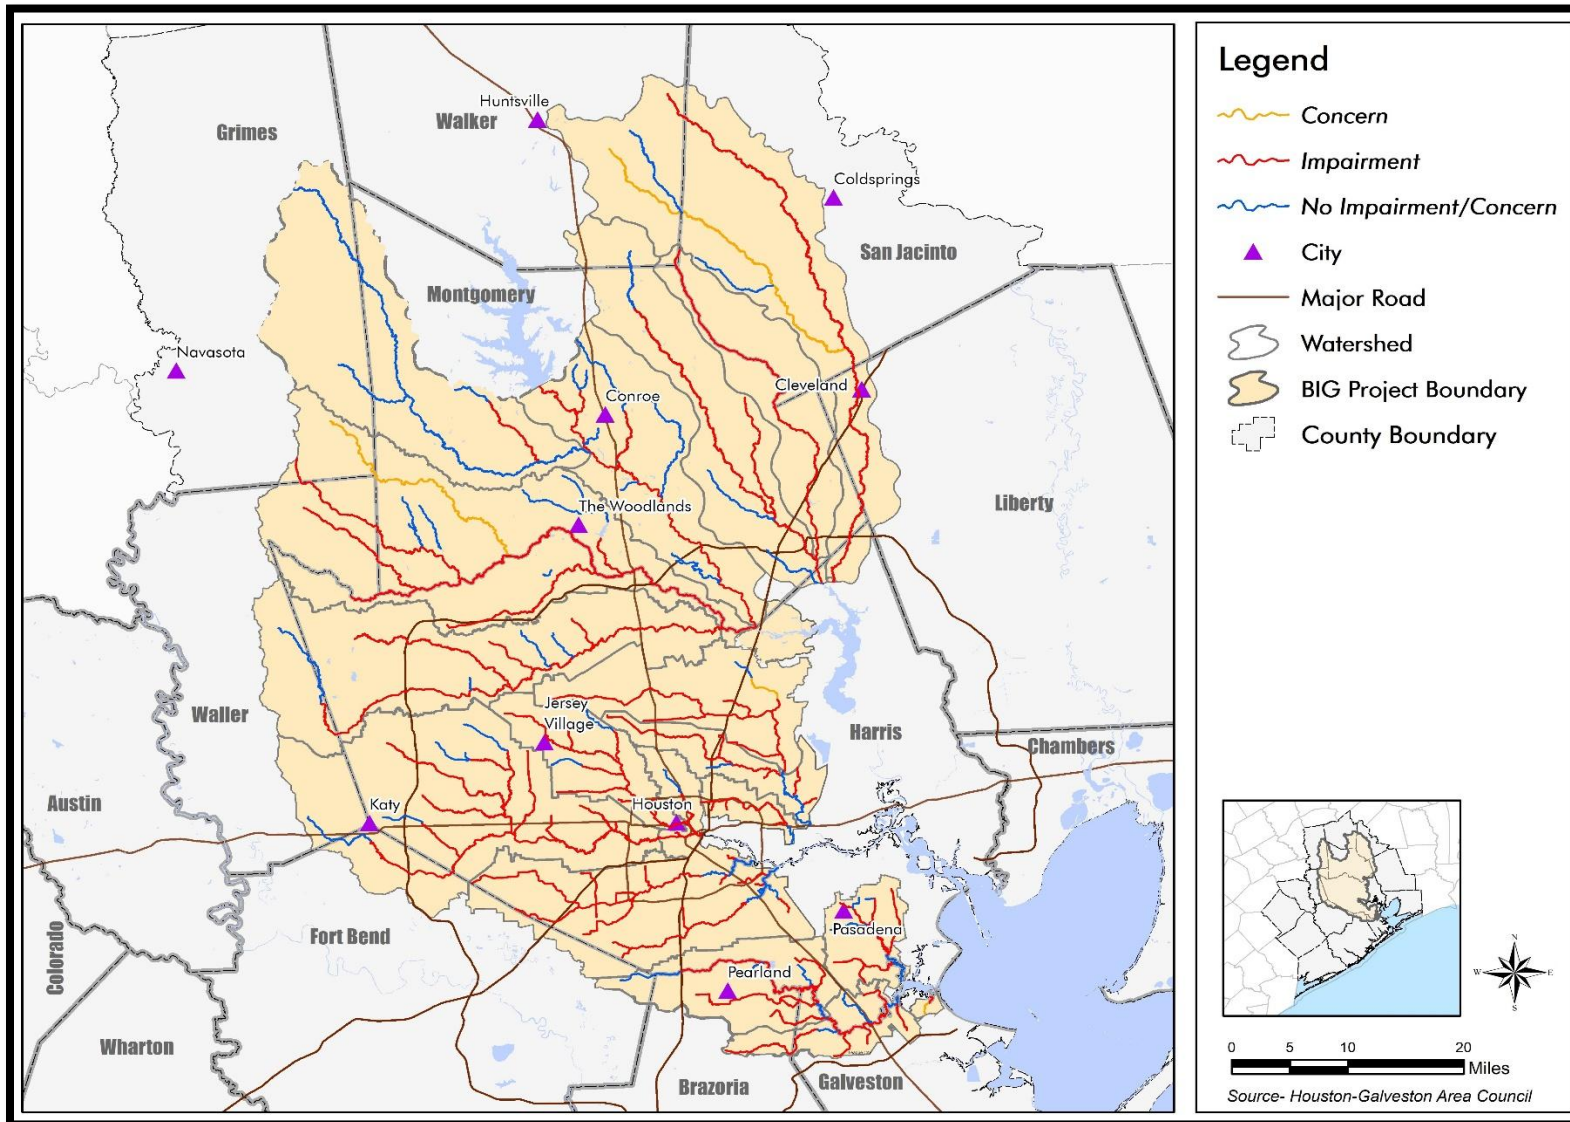 Huntsville
Walker
Grimes
Coldsprings
San Jacinto
Montgomery
Navasota
Cleveland
Conroe
Liberty
The Woodlands
Jersey
Village
Waller
Harris
Chambers
Austin
Katy
Houston
Fort Bend
Pasadena
Colorado
Pearland
Wharton
Brazoria
Galveston
Legend
Concern
Impairment
No Impairment/Concern
City
Major Road
Watershed
BIG Project Boundary
County Boundary
N
W E
S
0 5 10 20
Miles
Source- Houston-Galveston Area Council